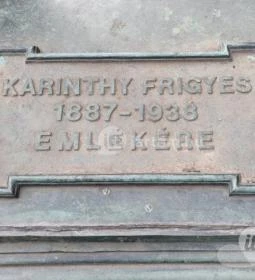 KARINTHY FRIGYES
1887-1938
EMLÉKÉRE